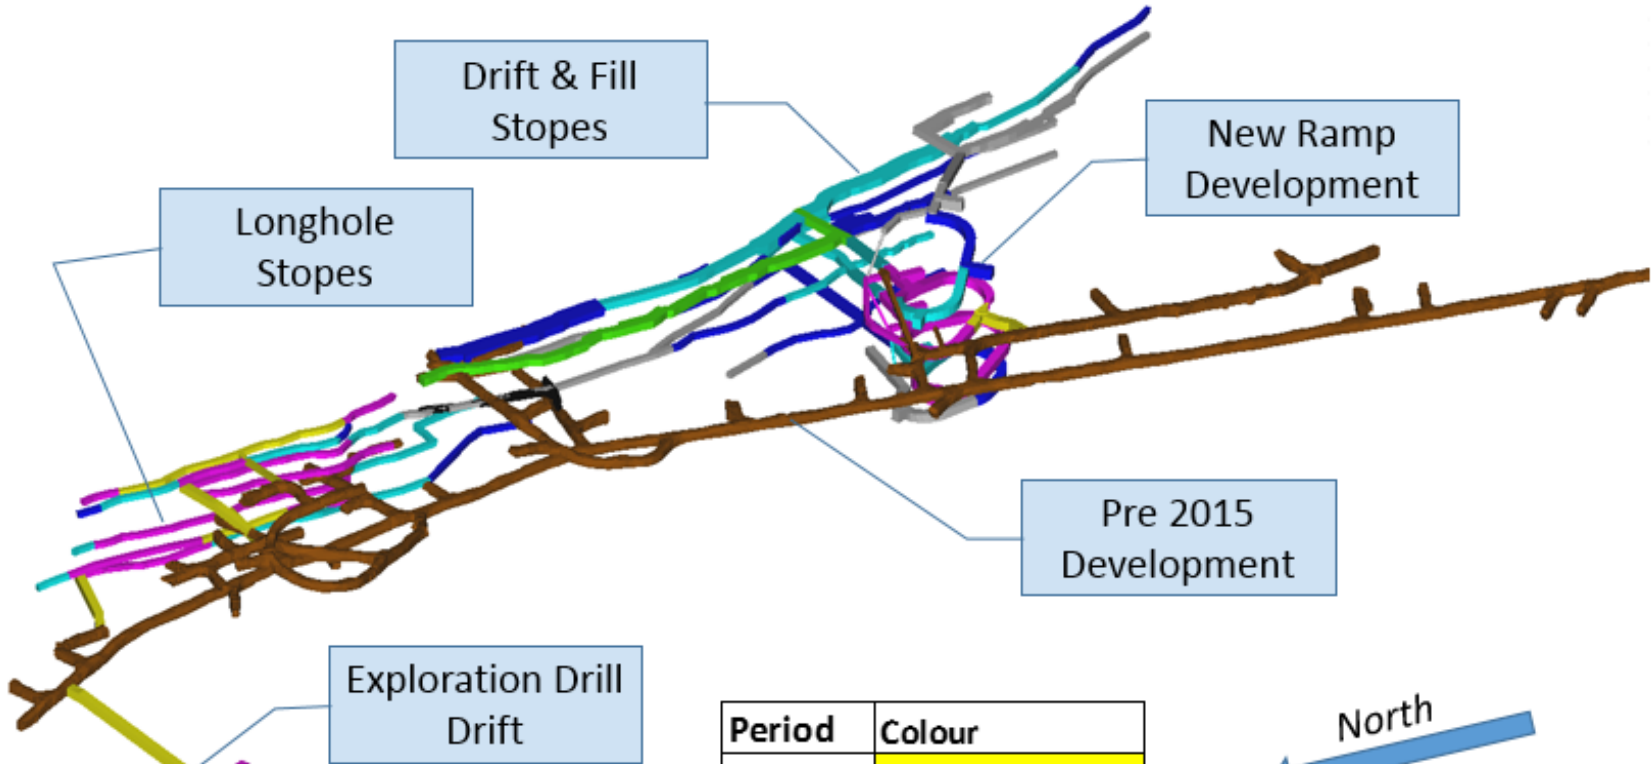 Drift & Fill
Stopes
New Ramp
Development
Longhole
Stopes
Pre 2015
Development
Exploration Drill
Drift
Period Colour
North